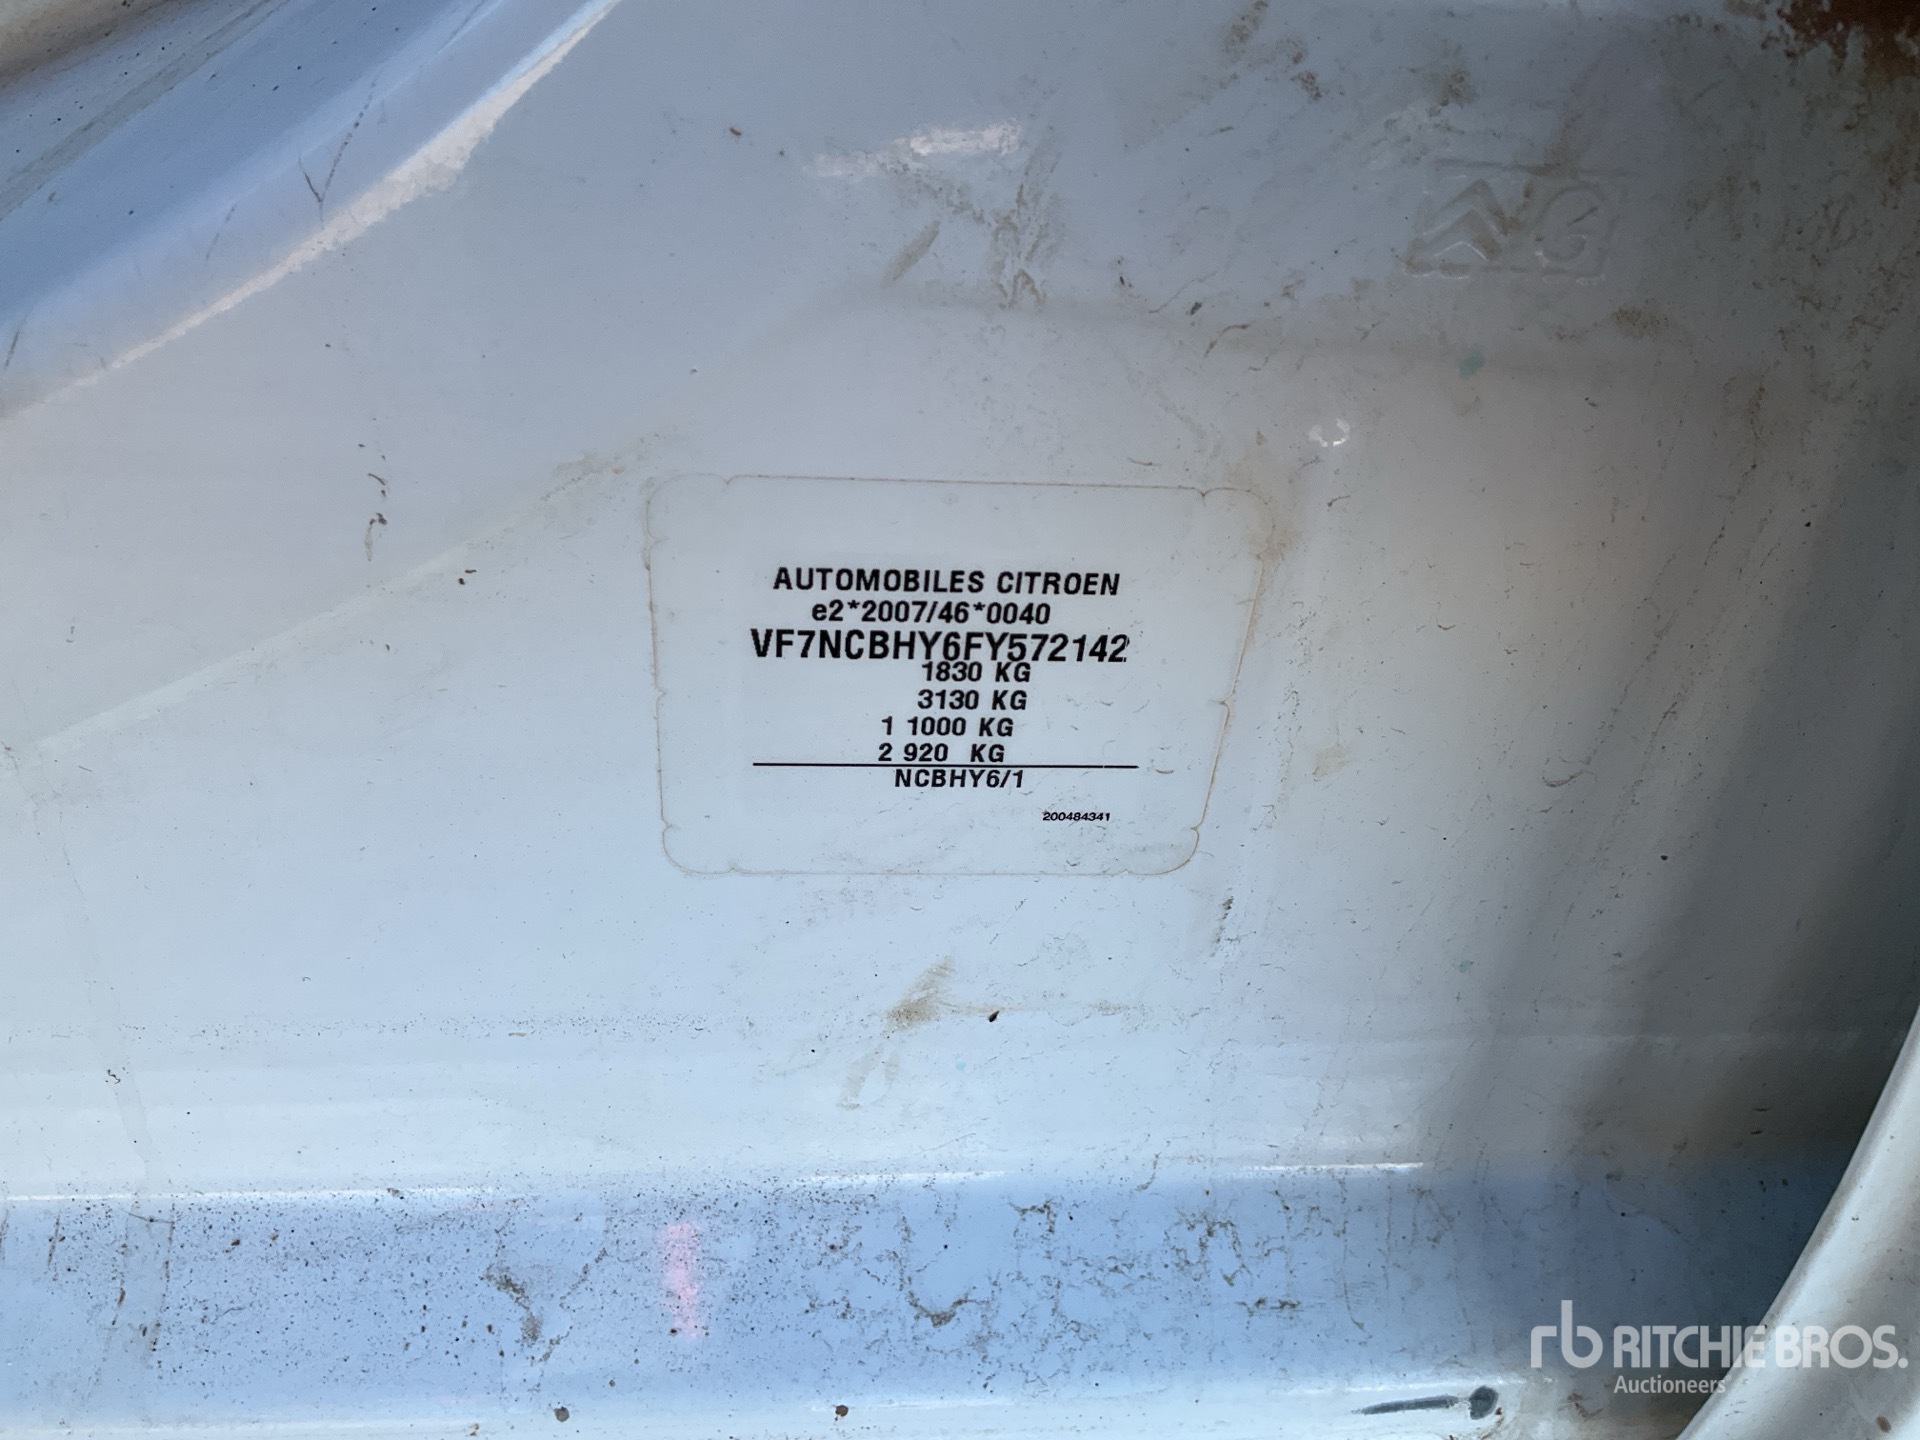 AUTOMOBILES CITROEN
e2*2007/46*0040
VF7NCBHY6FY572142
1830 KG
3130 KG
1 1000 KG
2 920 KG
NCBHY6/1
200484341
rb RITCHIE BROS.
Auctioneers